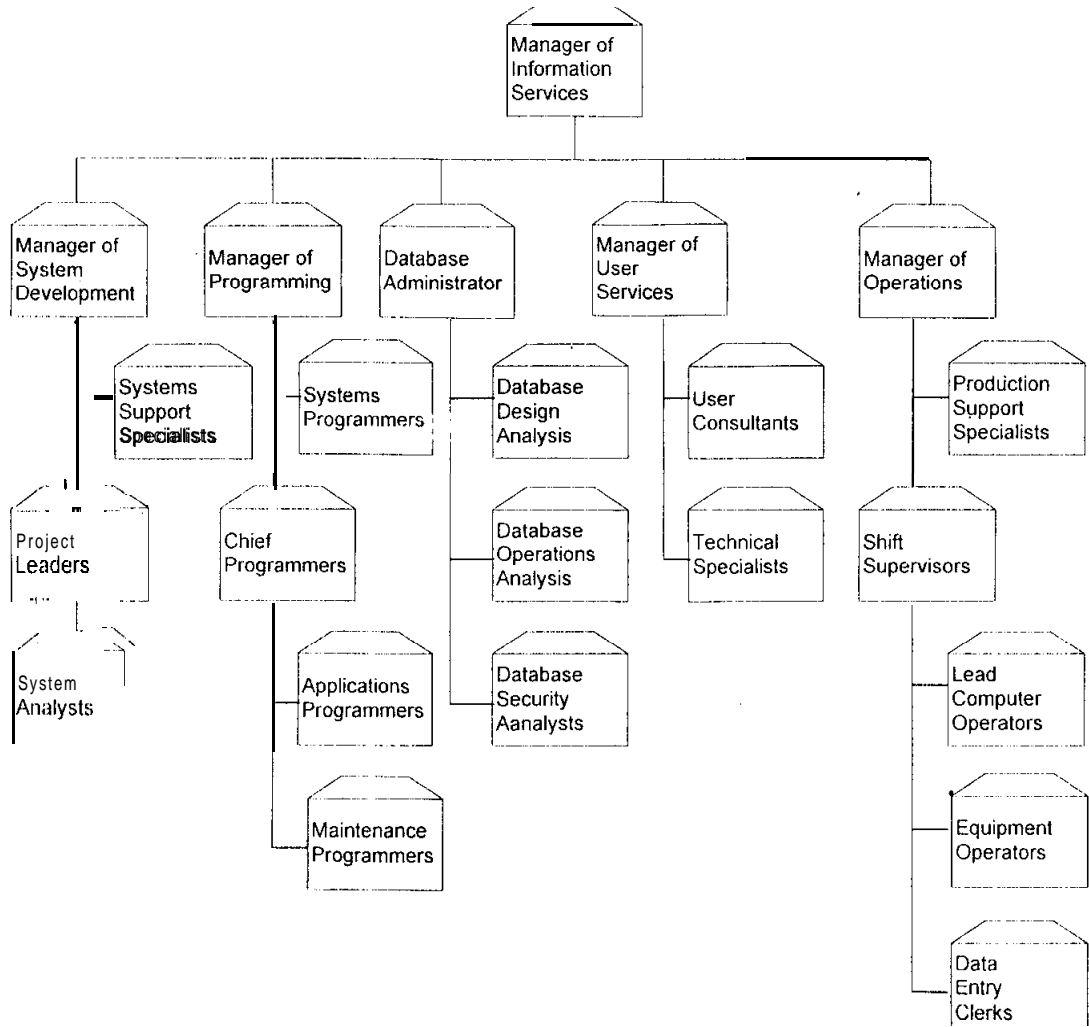 Manager of
Information
Services
Manager of
System
Development
Manager of
Programming
Database
Administrator
Manager of
User
Services
Manager of
Operations
Systems
Support
Specialists
Systems
Programmers
Database
Design
Analysis
User
Consultants
Production
Support
Specialists
Project
Leaders
Chief
Programmers
Database
Operations
Analysis
Technical
Specialists
Shift
Supervisors
System
Analysts
Applications
Programmers
Database
Security
Aanalysts
Lead
Computer
Operators
Maintenance
Programmers
Equipment
Operators
Data
Entry
Clerks